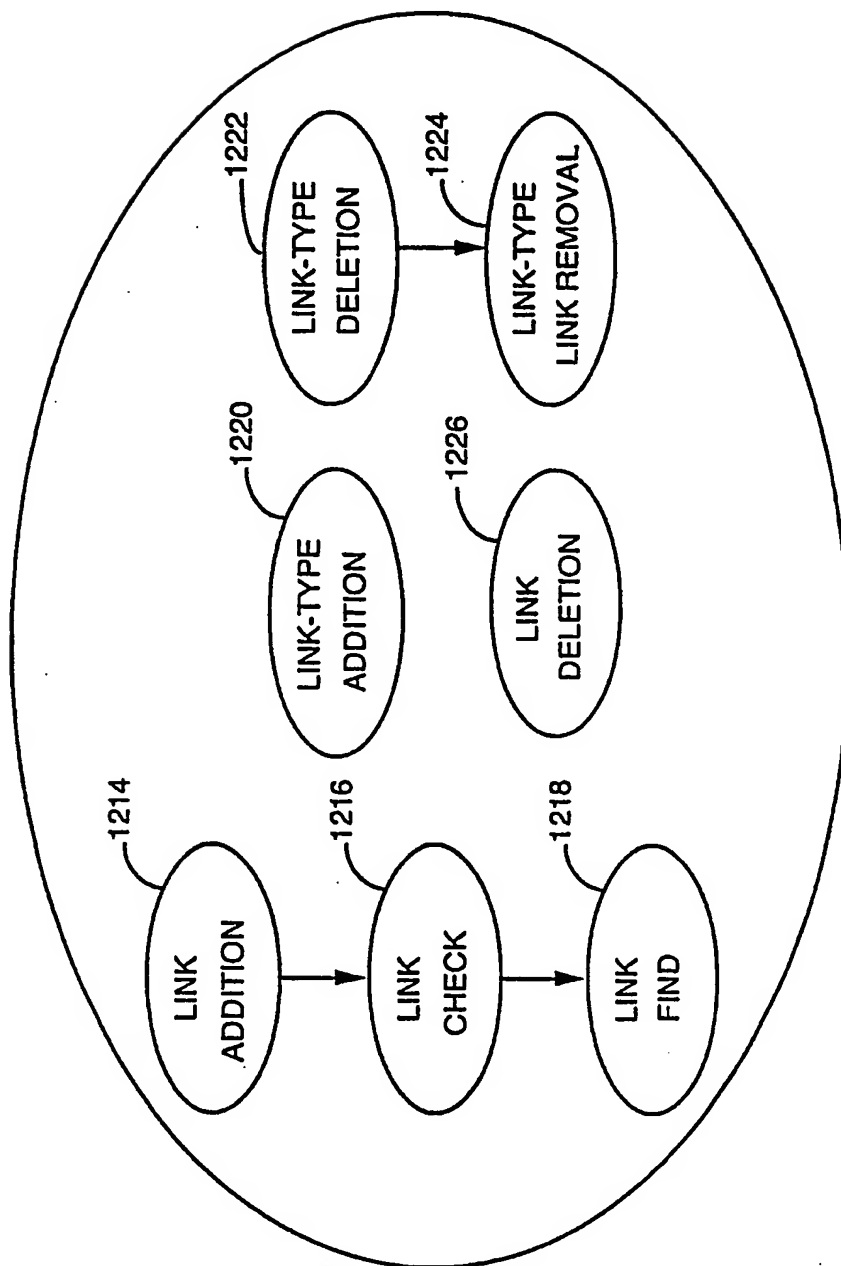 1214
LINK
ADDITION
1216
LINK
CHECK
1218
LINK
FIND
1220
LINK-TYPE
ADDITION
1226
LINK
DELETION
1222
LINK-TYPE
DELETION
1224
LINK-TYPE
LINK REMOVAL